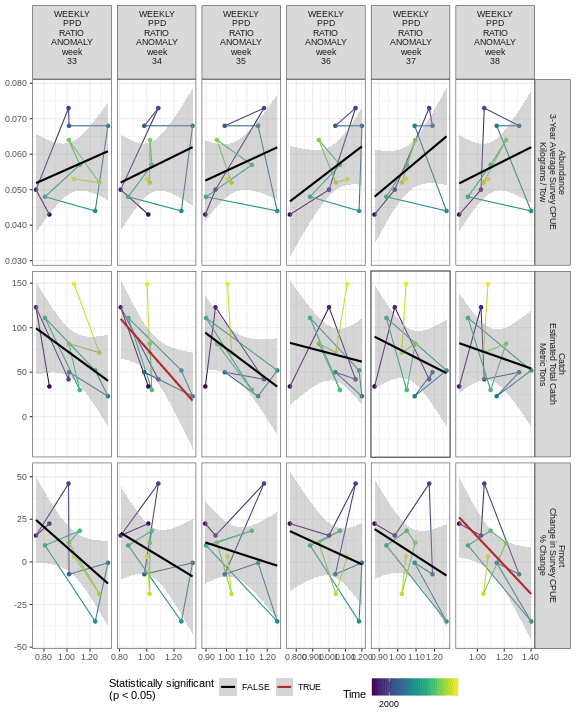 WEEKLY
PPD
RATIO
ANOMALY
week
33
WEEKLY
PPD
RATIO
ANOMALY
week
34
WEEKLY
PPD
RATIO
ANOMALY
week
35
WEEKLY
PPD
RATIO
ANOMALY
week
36
WEEKLY
PPD
RATIO
ANOMALY
week
37
WEEKLY
PPD
RATIO
ANOMALY
week
38
0.080
0.070
0.060
0.050
0.040
0.030
Abundance
3-Year Average Survey CPUE
Kilograms / Tow
150
100
50
0
Catch
Estimated Total Catch
Metric Tons
50
25
0
-25
-50
Fmort
Change in Survey CPUE
% Change
0.80 1.00 1.20
0.80 1.00 1.20
0.90 1.00 1.10 1.20
0.800 0.900 1.000 1.100 1.200
0.90 1.00 1.10 1.20
1.00 1.20 1.40
Statistically significant
(p < 0.05)
FALSE
TRUE
Time
2000